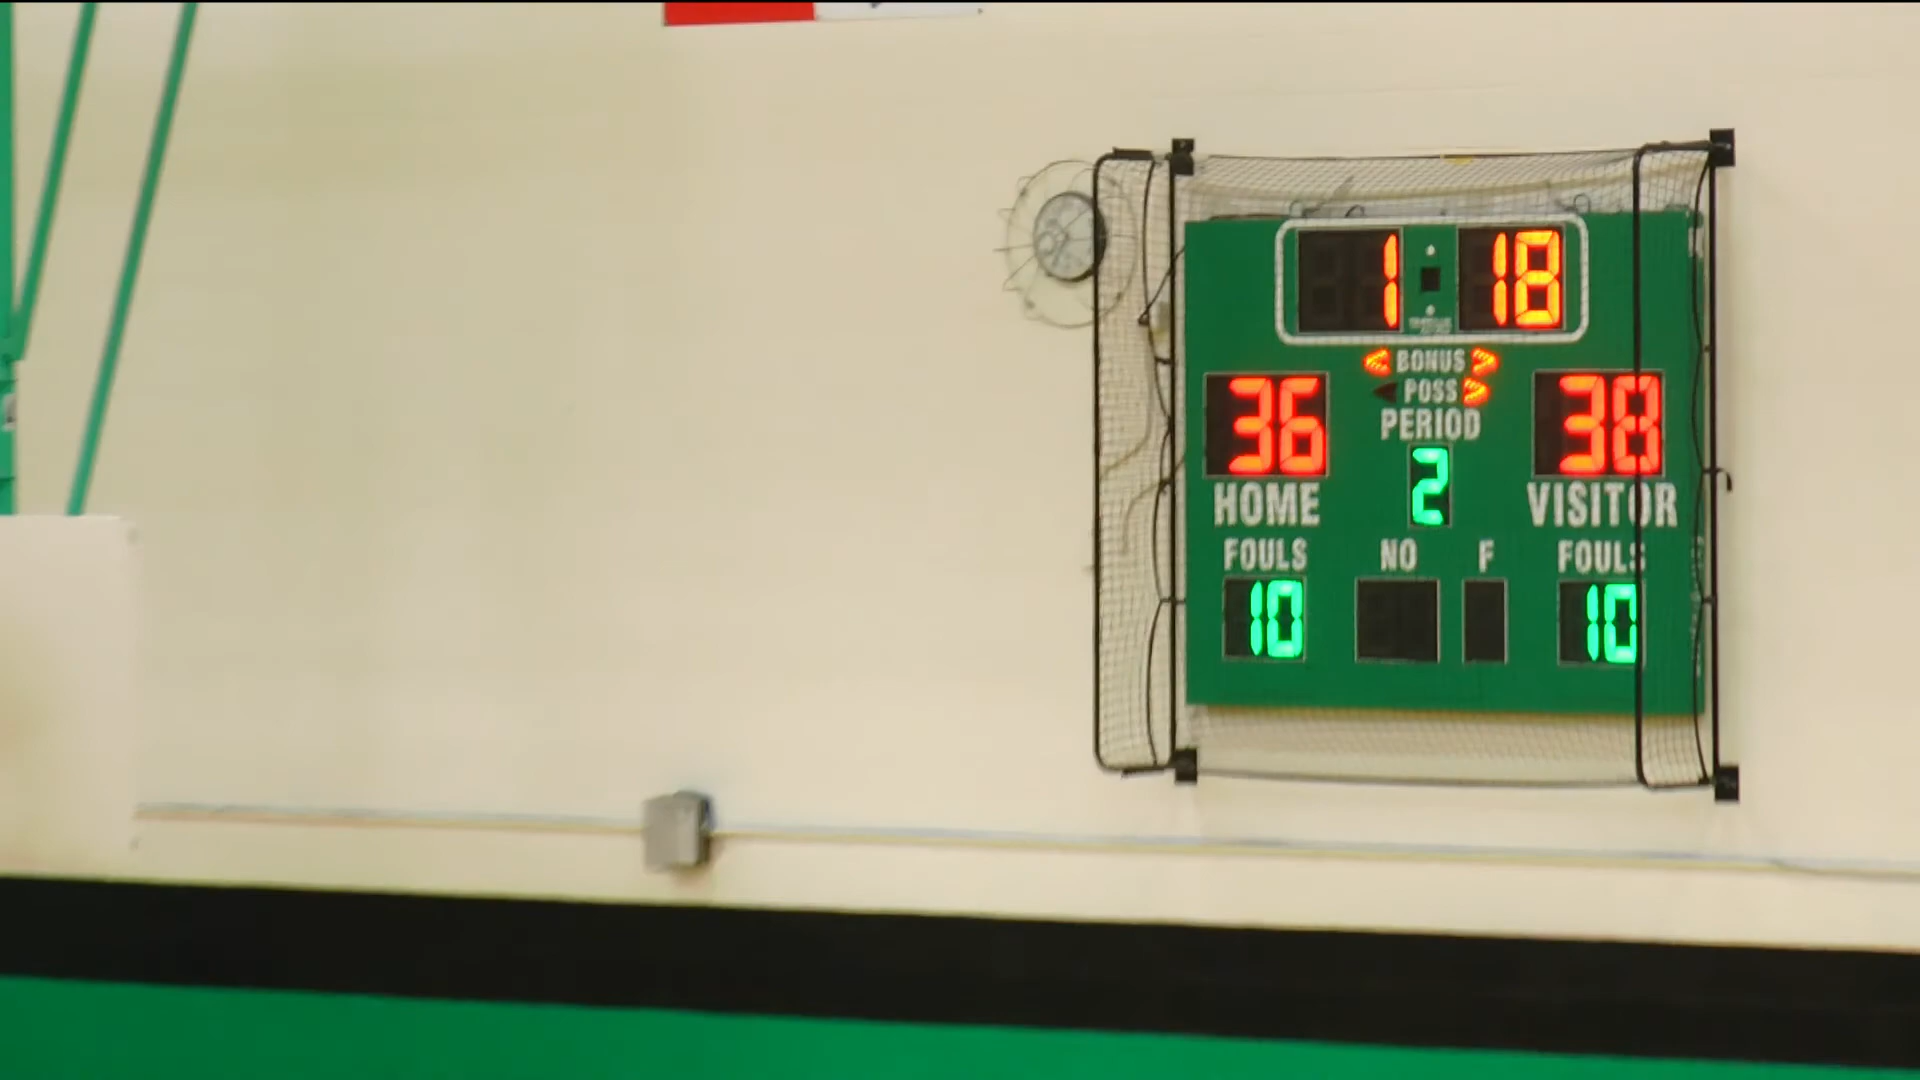 1 18
BONUS
36 POSS 38
PERIOD
2
HOME VISITOR
FOULS NO F FOULS
10 10